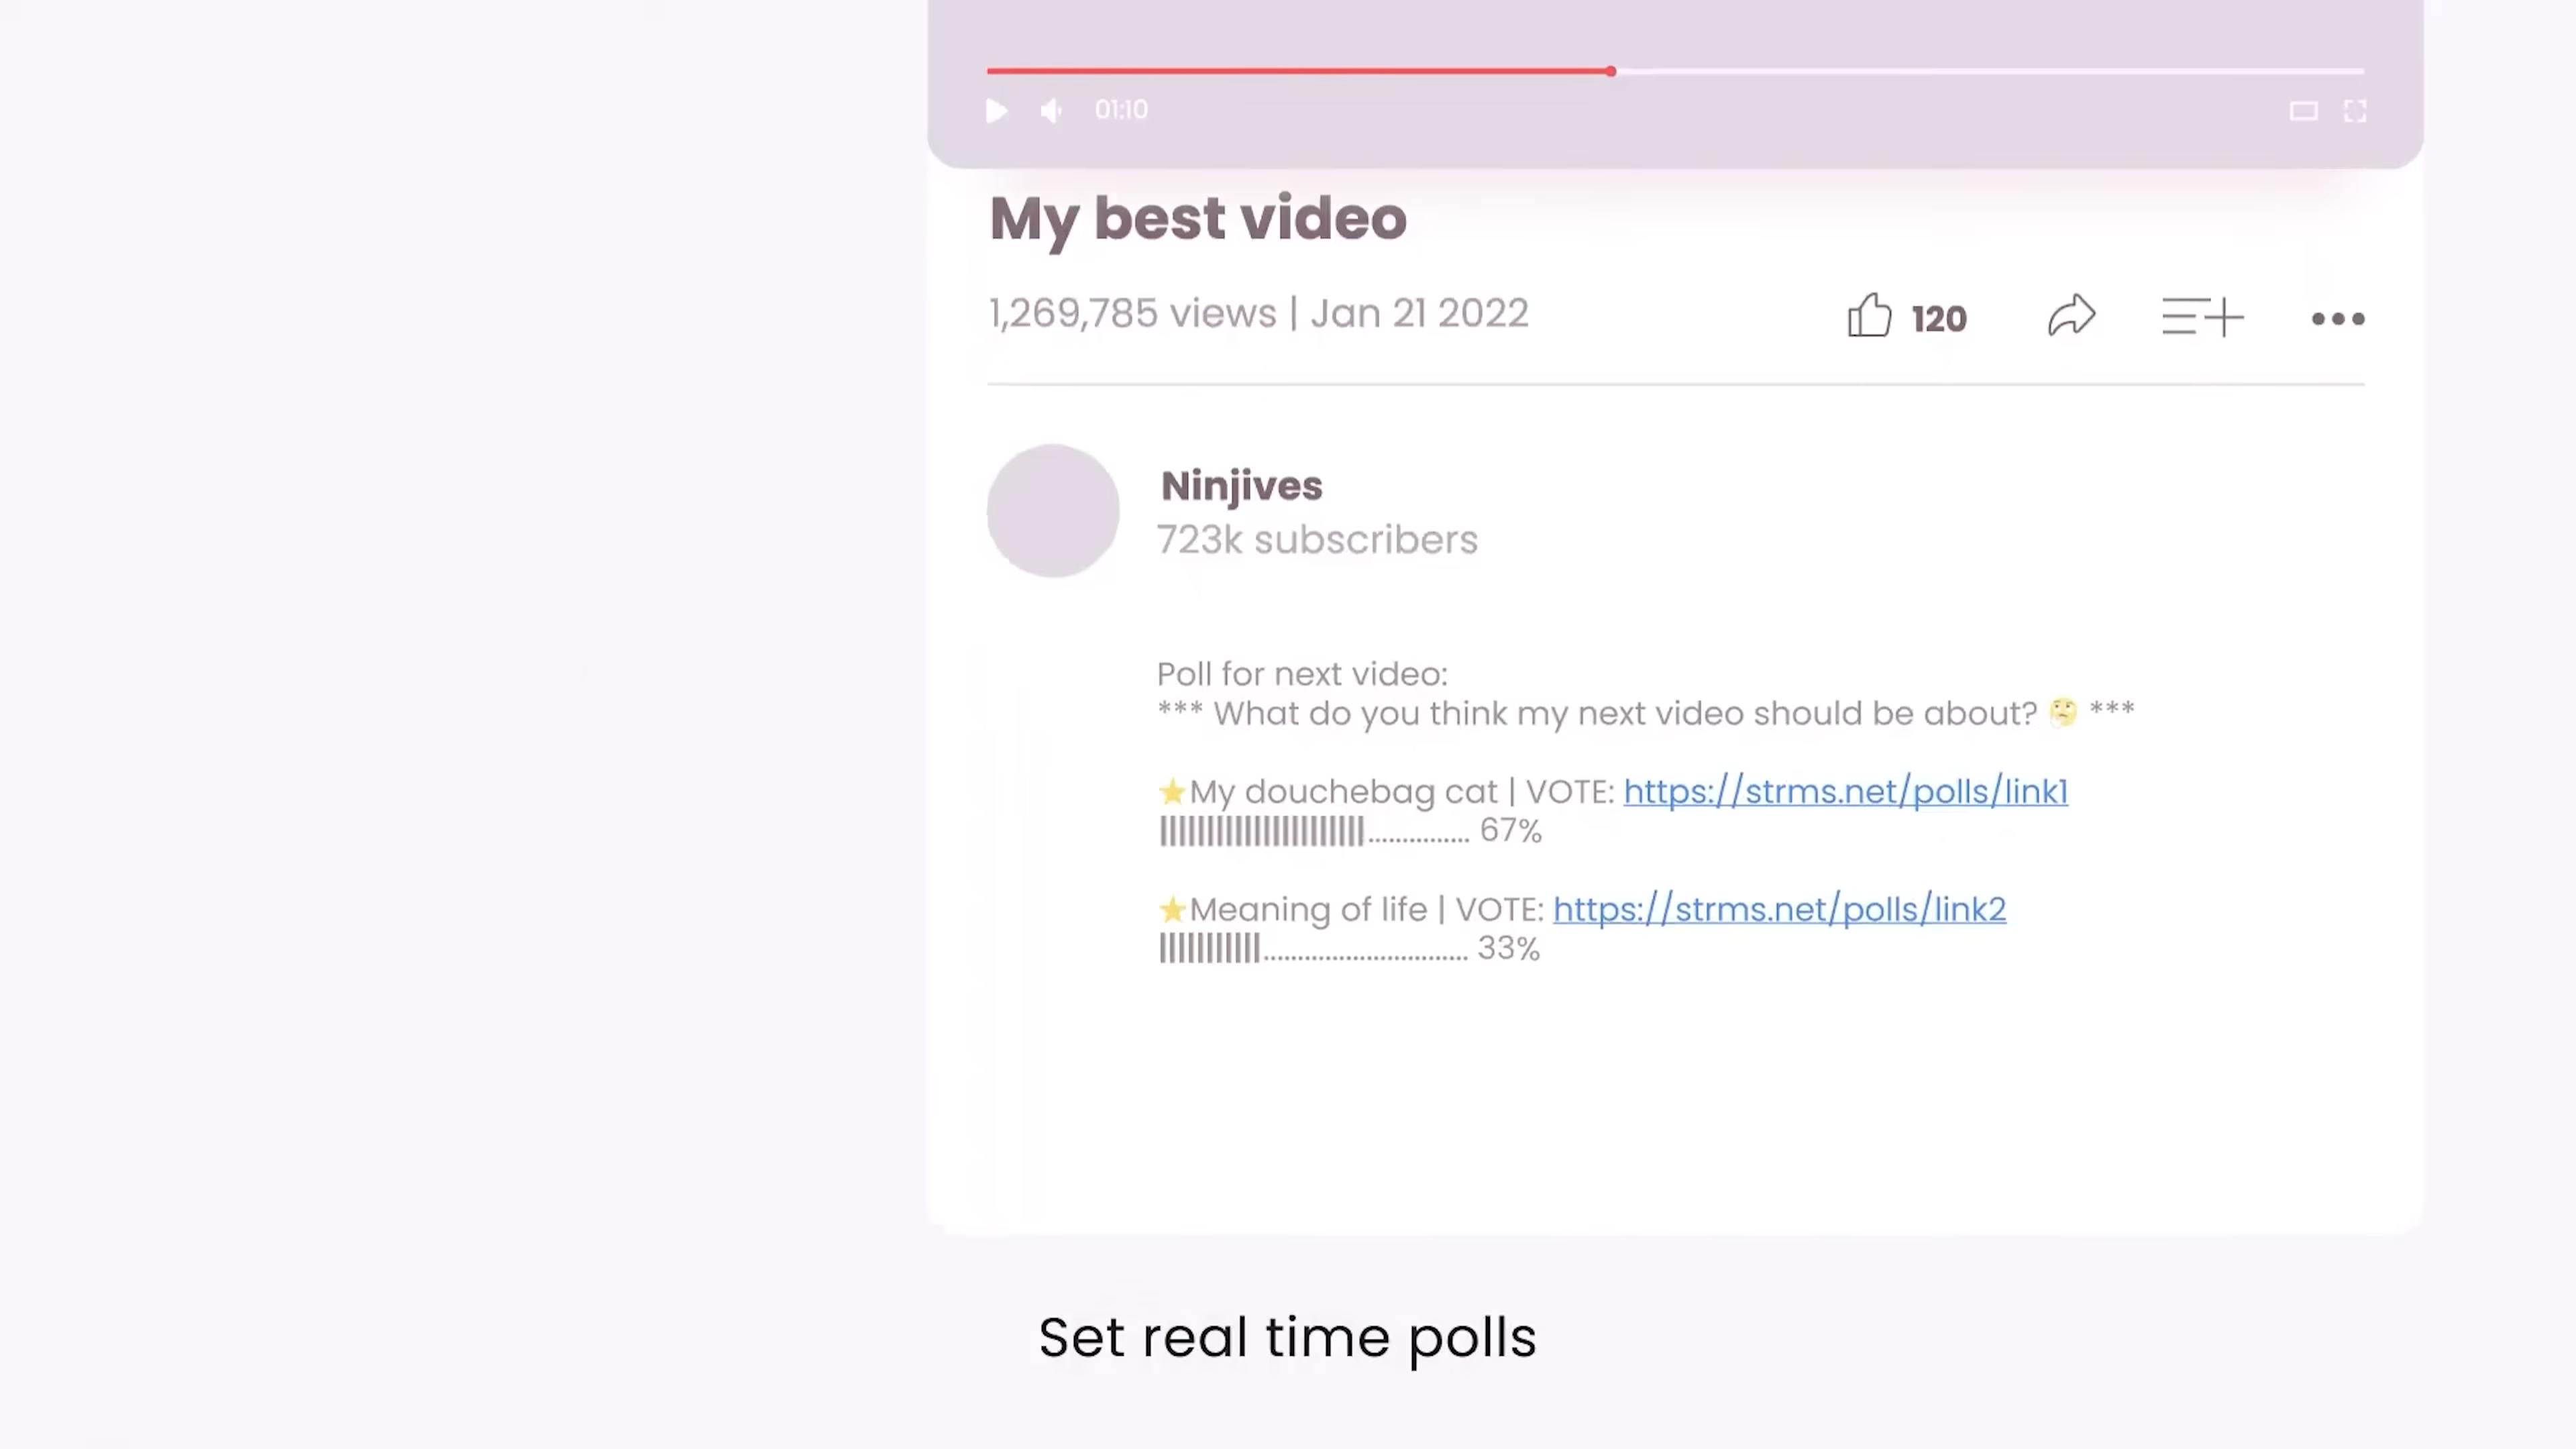 01:10
My best video
1,269,785 views | Jan 21 2022
120
Ninjives
723k subscribers
Poll for next video:
*** What do you think my next video should be about? 🤔 ***
⭐My douchebag cat | VOTE: https://strms.net/polls/link1
||||||||||||||||||||||............... 67%
⭐Meaning of life | VOTE: https://strms.net/polls/link2
|||||||||||.............................. 33%
Set real time polls